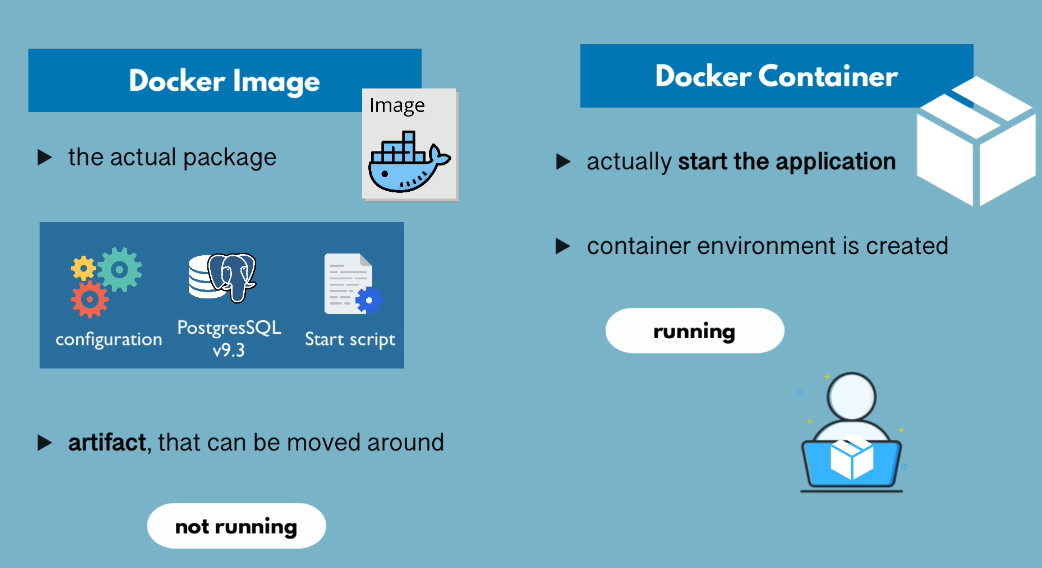 Docker Image
Image
the actual package
configuration
PostgresSQL
v9.3
Start script
artifact, that can be moved around
not running
Docker Container
actually start the application
container environment is created
running